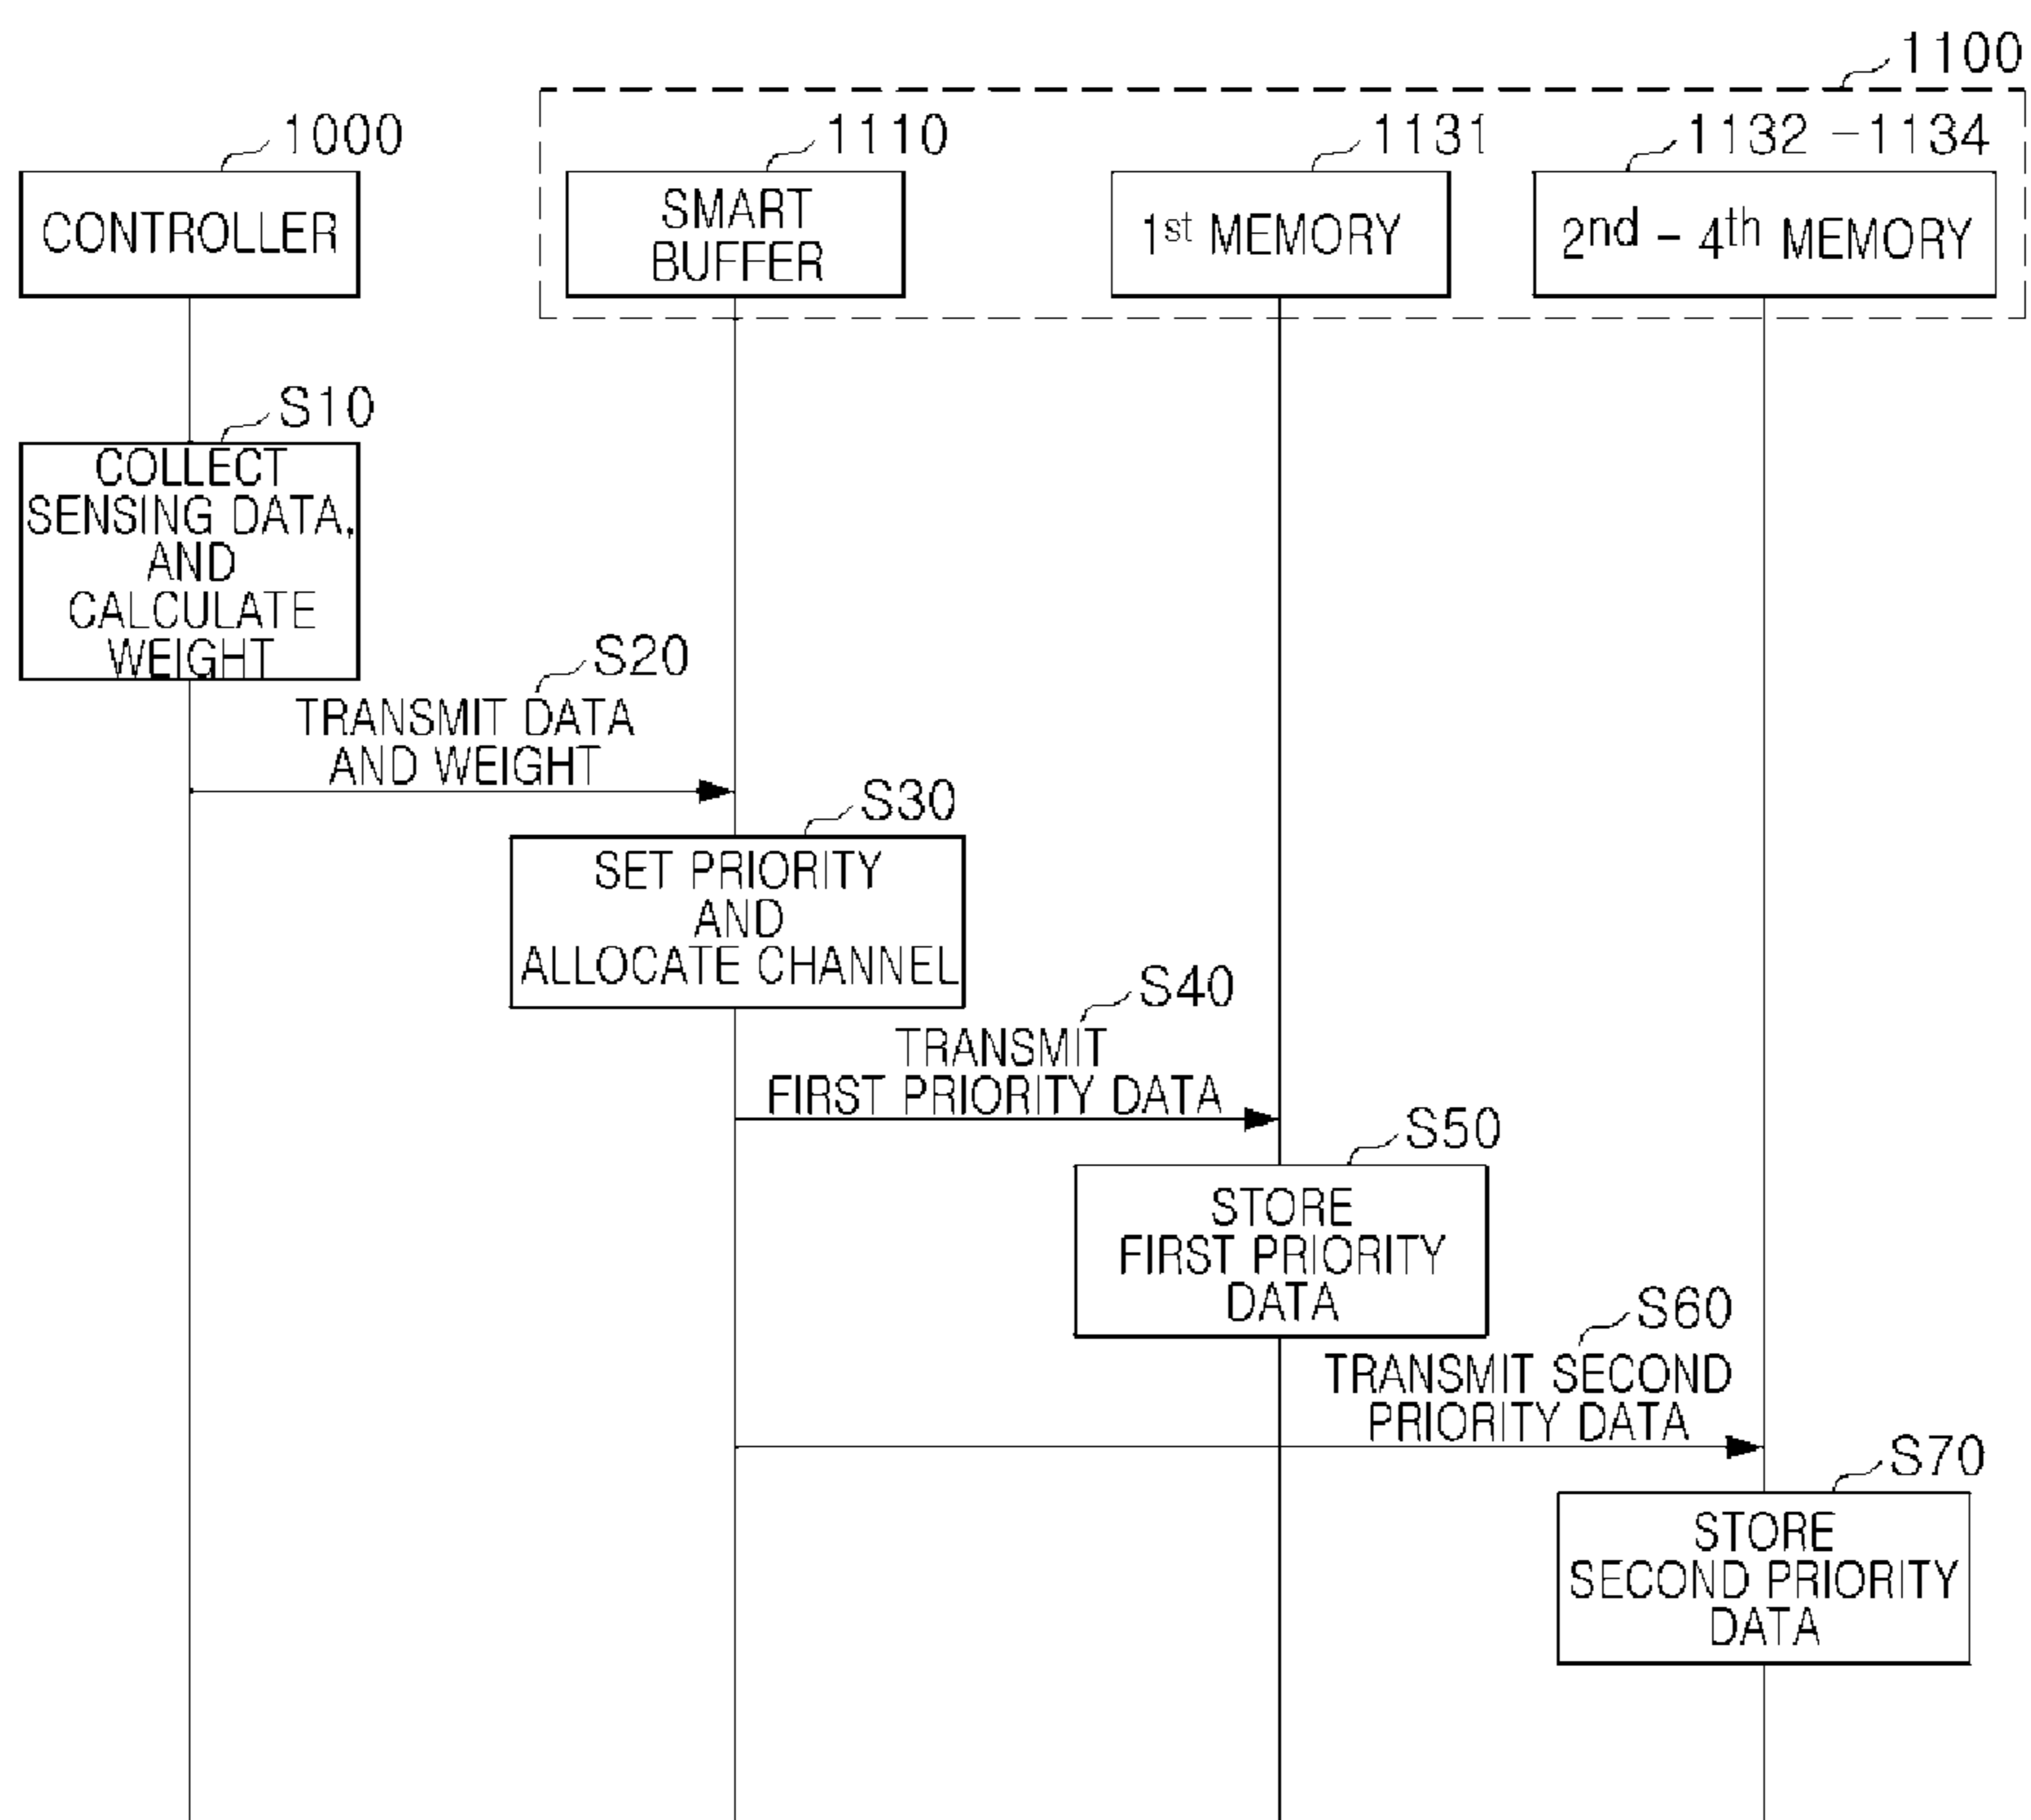 1100
1000
1110
1131
1132 -1134
CONTROLLER
SMART
BUFFER
1st MEMORY
2nd - 4th MEMORY
S10
COLLECT
SENSING DATA,
AND
CALCULATE
WEIGHT
S20
TRANSMIT DATA
AND WEIGHT
S30
SET PRIORITY
AND
ALLOCATE CHANNEL
S40
TRANSMIT
FIRST PRIORITY DATA
S50
STORE
FIRST PRIORITY
DATA
S60
TRANSMIT SECOND
PRIORITY DATA
S70
STORE
SECOND PRIORITY
DATA